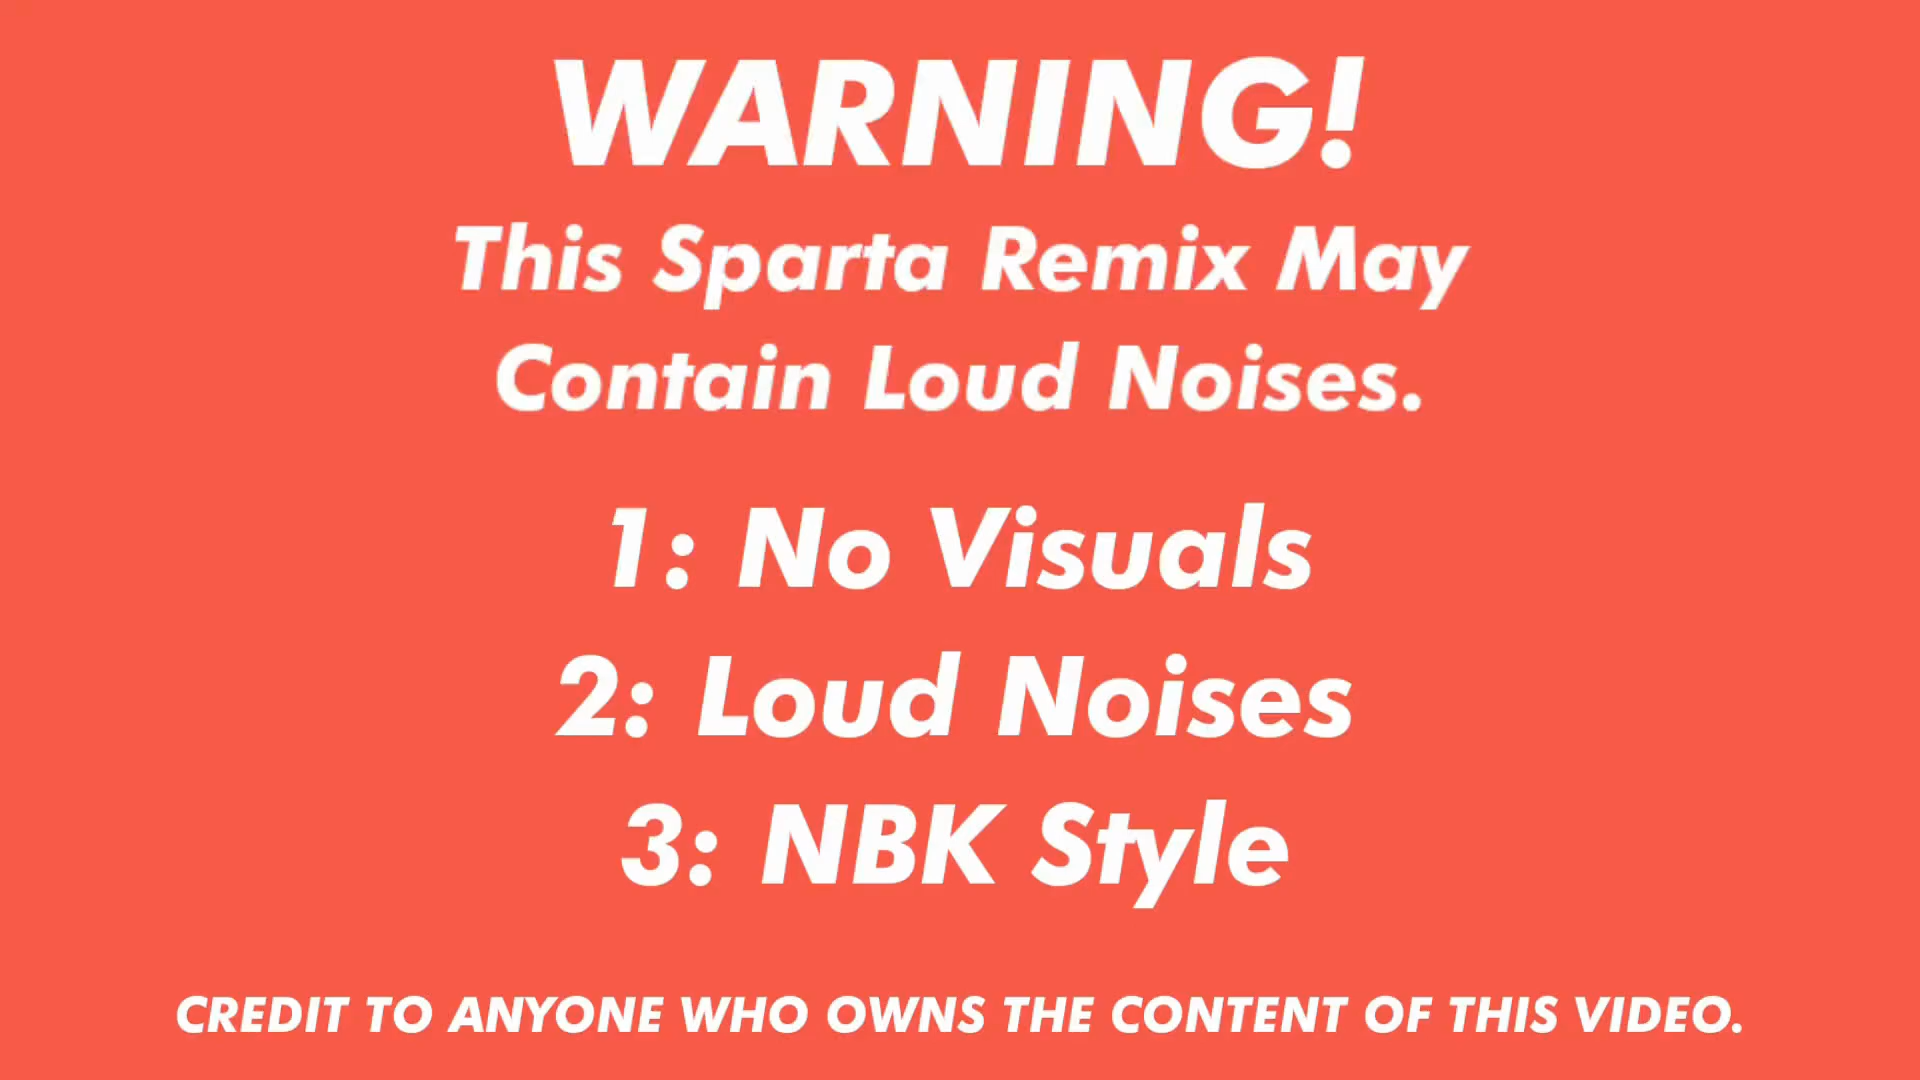 WARNING!
This Sparta Remix May
Contain Loud Noises.
1: No Visuals
2: Loud Noises
3: NBK Style
CREDIT TO ANYONE WHO OWNS THE CONTENT OF THIS VIDEO.